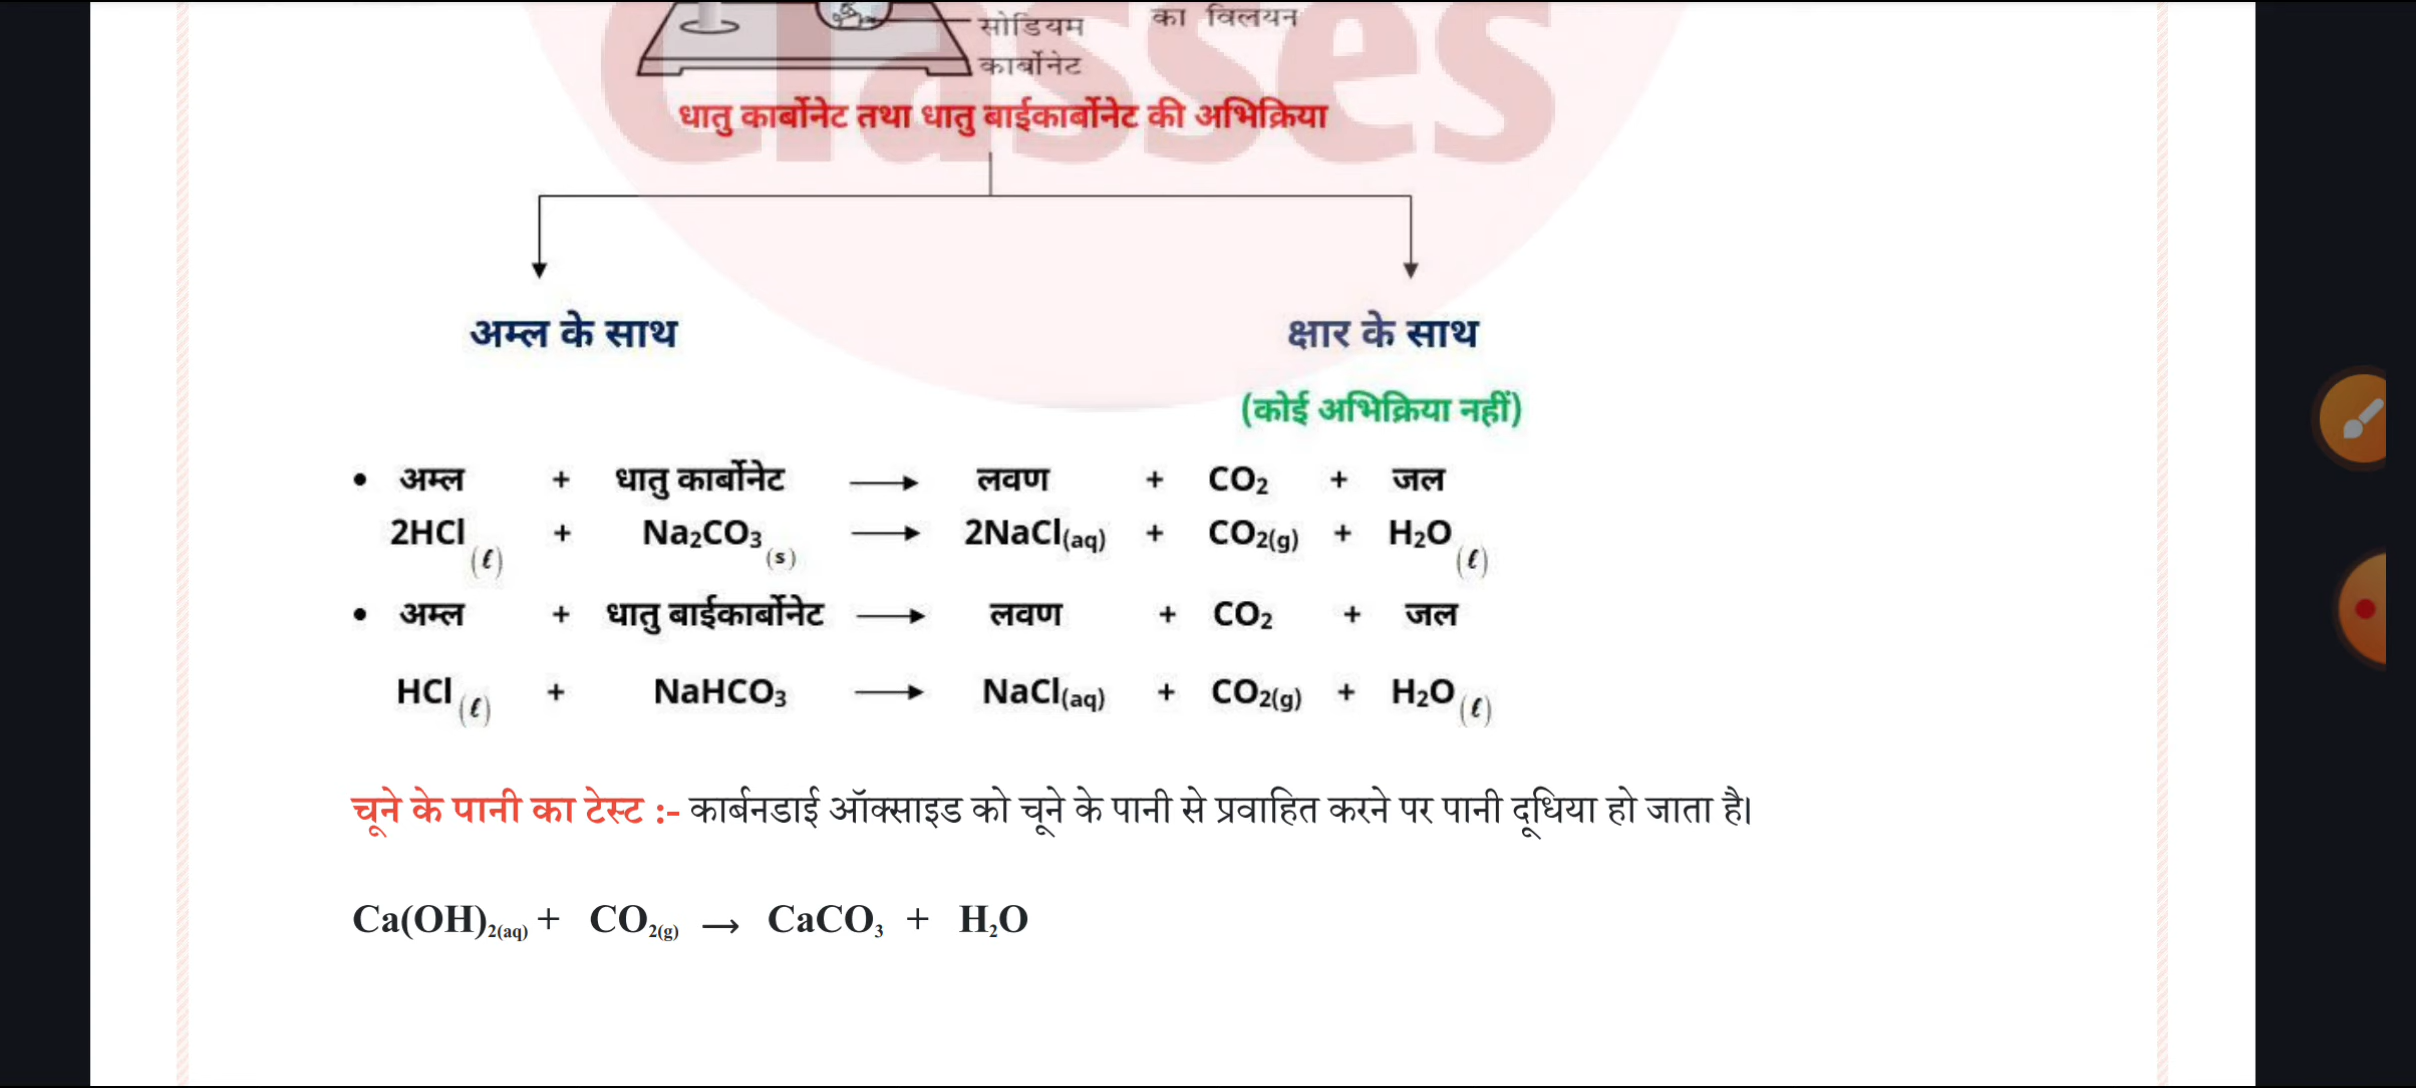 Classes
सोडियम
का विलयन
कार्बोनेट
धातु कार्बोनेट तथा धातु बाईकार्बोनेट की अभिक्रिया
अम्ल के साथ
क्षार के साथ
(कोई अभिक्रिया नहीं)
• अम्ल + धातु कार्बोनेट ⟶ लवण + CO₂ + जल
2HCl(ℓ) + Na₂CO₃(s) ⟶ 2NaCl(aq) + CO₂(g) + H₂O(ℓ)
• अम्ल + धातु बाईकार्बोनेट ⟶ लवण + CO₂ + जल
HCl(ℓ) + NaHCO₃ ⟶ NaCl(aq) + CO₂(g) + H₂O(ℓ)
चूने के पानी का टेस्ट :- कार्बनडाई ऑक्साइड को चूने के पानी से प्रवाहित करने पर पानी दूधिया हो जाता है।
Ca(OH)₂(aq) + CO₂(g) → CaCO₃ + H₂O